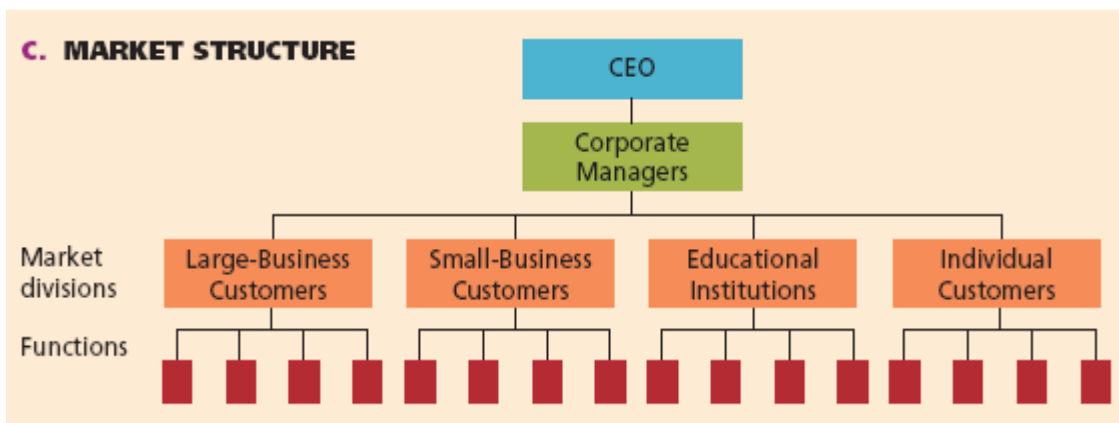 C. MARKET STRUCTURE
CEO
Corporate
Managers
Market
divisions
Large-Business
Customers
Small-Business
Customers
Educational
Institutions
Individual
Customers
Functions